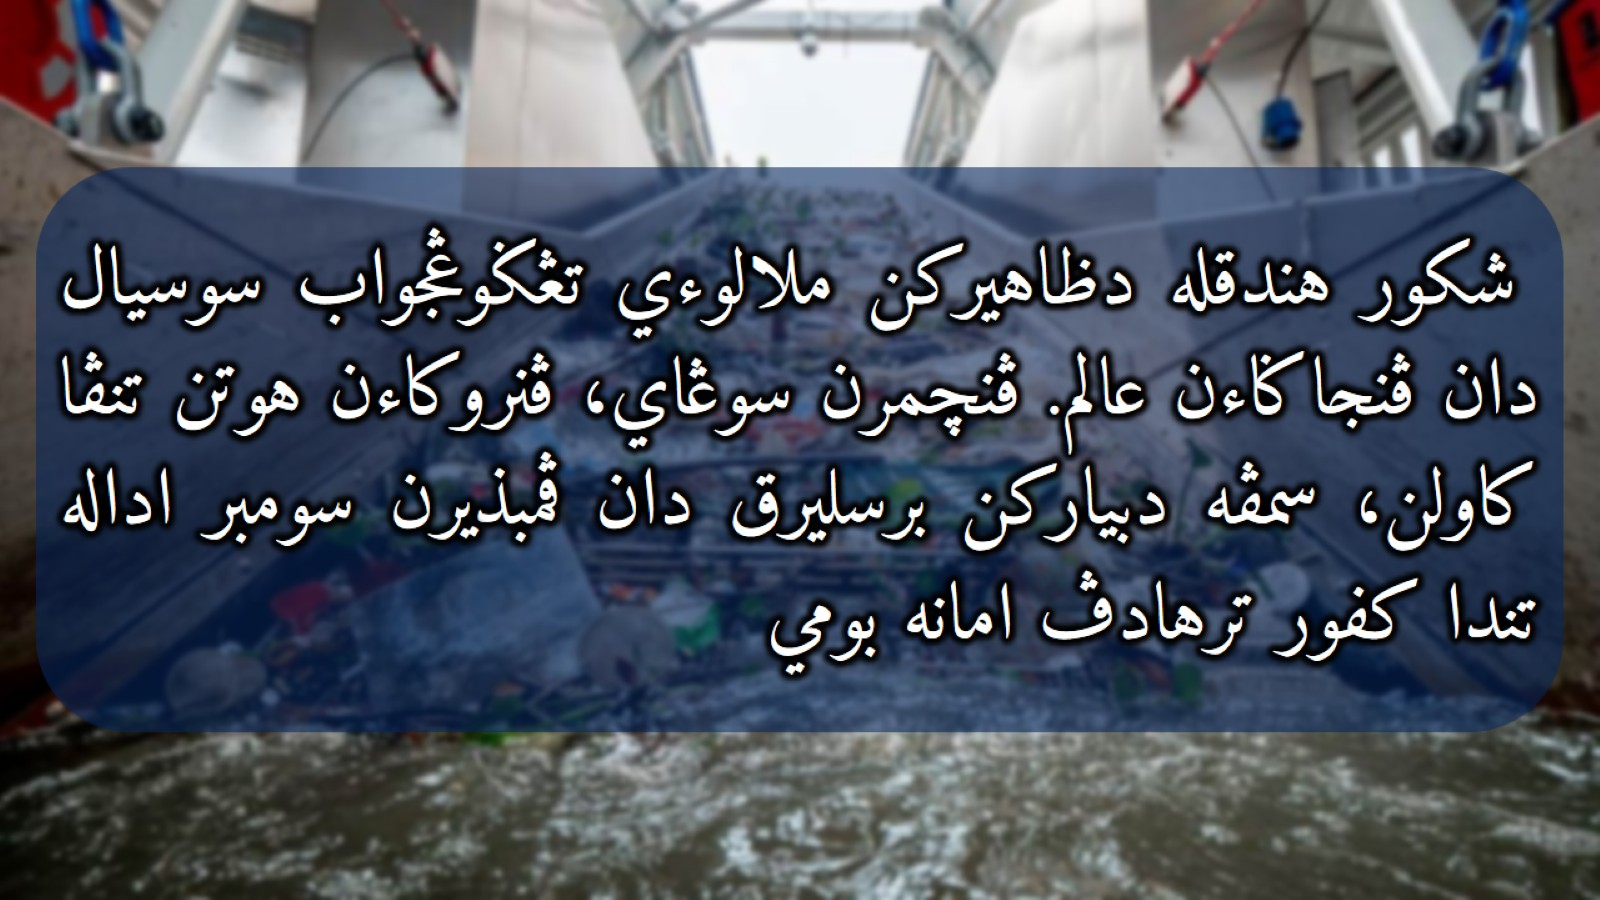 شکور هندقله دظاهيرکن ملالوءي تڠݢوڠجواب سوسيال
دان ڤنجاݢاءن عالم. ڤنچمرن سوڠاي، ڤنروکاءن هوتن تنڤا
کاولن، سمڤه دبيارکن برسليرق دان ڤمبذيرن سومبر اداله
تندا کفور ترهادڤ امانه بومي